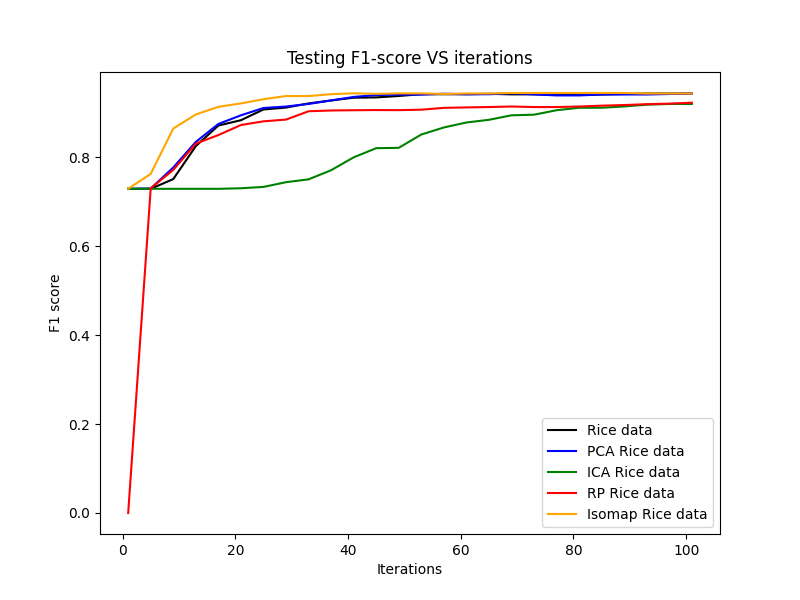 Testing F1-score VS iterations
F1 score
0.8
0.6
0.4
0.2
0.0
0 20 40 60 80 100
Iterations
Rice data
PCA Rice data
ICA Rice data
RP Rice data
Isomap Rice data